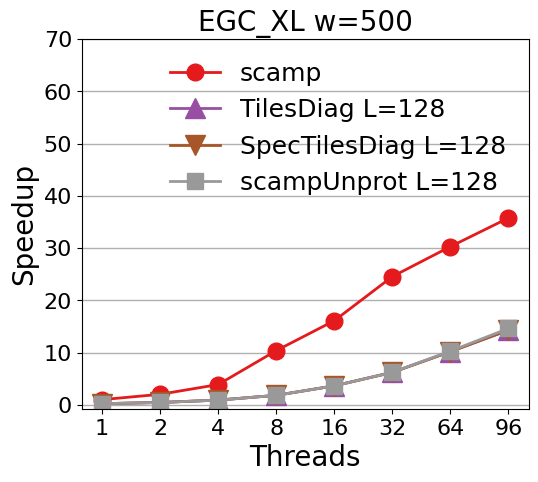 EGC_XL w=500
70
60
50
40
30
20
10
0
Speedup
scamp
TilesDiag L=128
SpecTilesDiag L=128
scampUnprot L=128
1 2 4 8 16 32 64 96
Threads